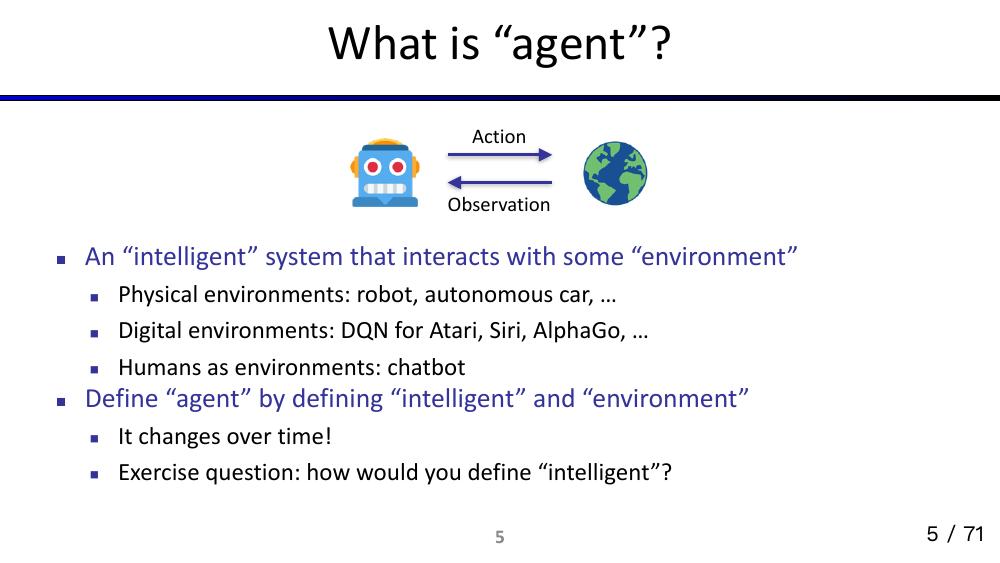 What is “agent”?
Action
Observation
▪ An “intelligent” system that interacts with some “environment”
▪ Physical environments: robot, autonomous car, …
▪ Digital environments: DQN for Atari, Siri, AlphaGo, …
▪ Humans as environments: chatbot
▪ Define “agent” by defining “intelligent” and “environment”
▪ It changes over time!
▪ Exercise question: how would you define “intelligent”?
5
5 / 71